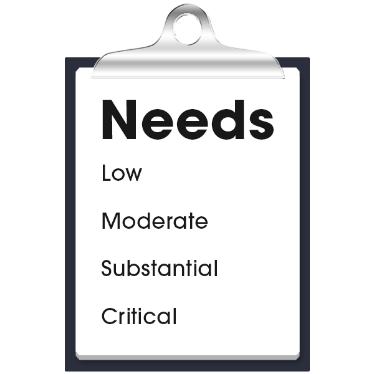 Needs
Low
Moderate
Substantial
Critical